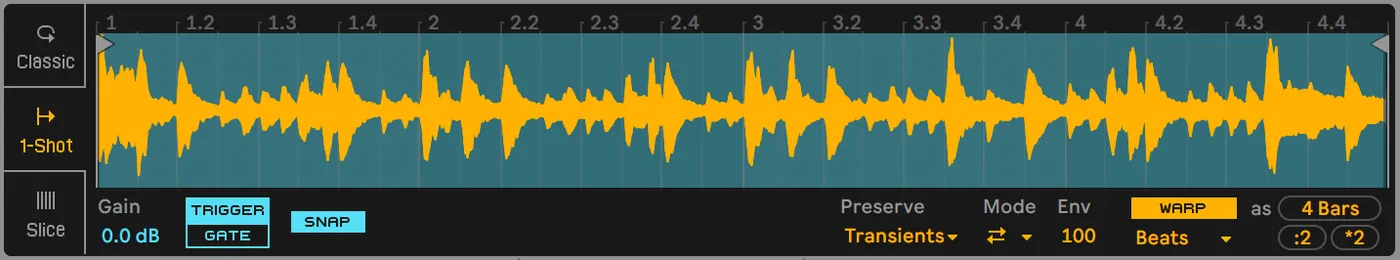 1 1.2 1.3 1.4 2 2.2 2.3 2.4 3 3.2 3.3 3.4 4 4.2 4.3 4.4
Classic
1-Shot
Slice
Gain
0.0 dB
TRIGGER
GATE
SNAP
Preserve
Transients
Mode
Env
100
WARP as 4 Bars
Beats :2 *2